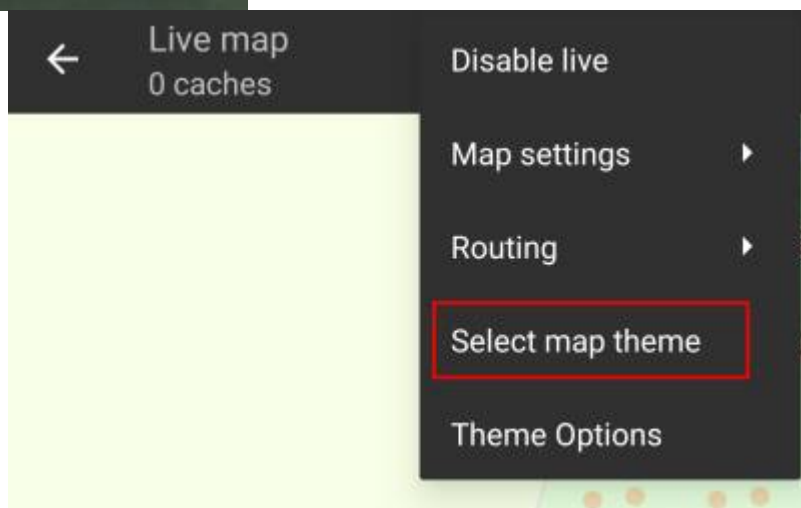 Live map
0 caches
Disable live
Map settings
Routing
Select map theme
Theme Options